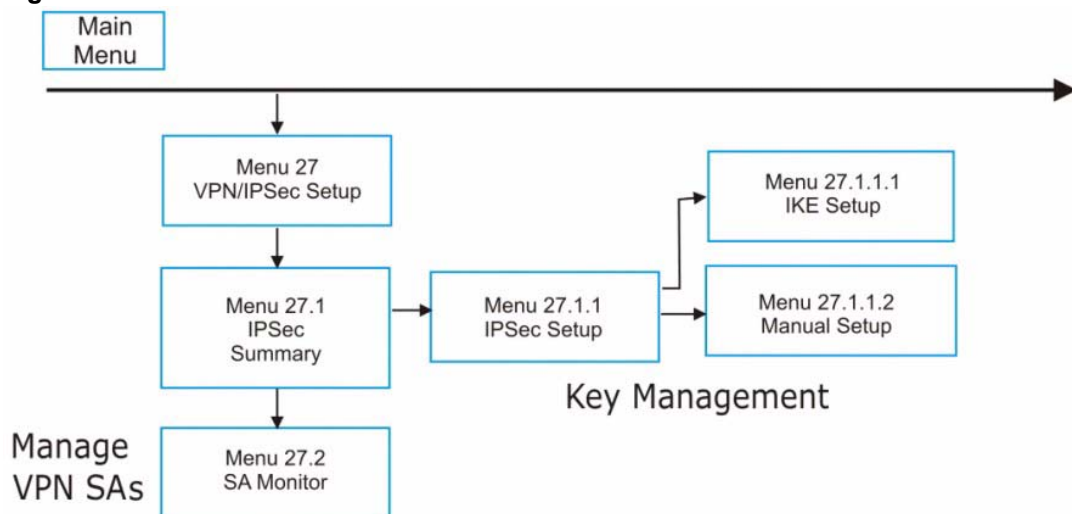 Main
Menu
Menu 27
VPN/IPSec Setup
Menu 27.1.1.1
IKE Setup
Menu 27.1
IPSec
Summary
Menu 27.1.1
IPSec Setup
Menu 27.1.1.2
Manual Setup
Key Management
Manage
VPN SAs
Menu 27.2
SA Monitor